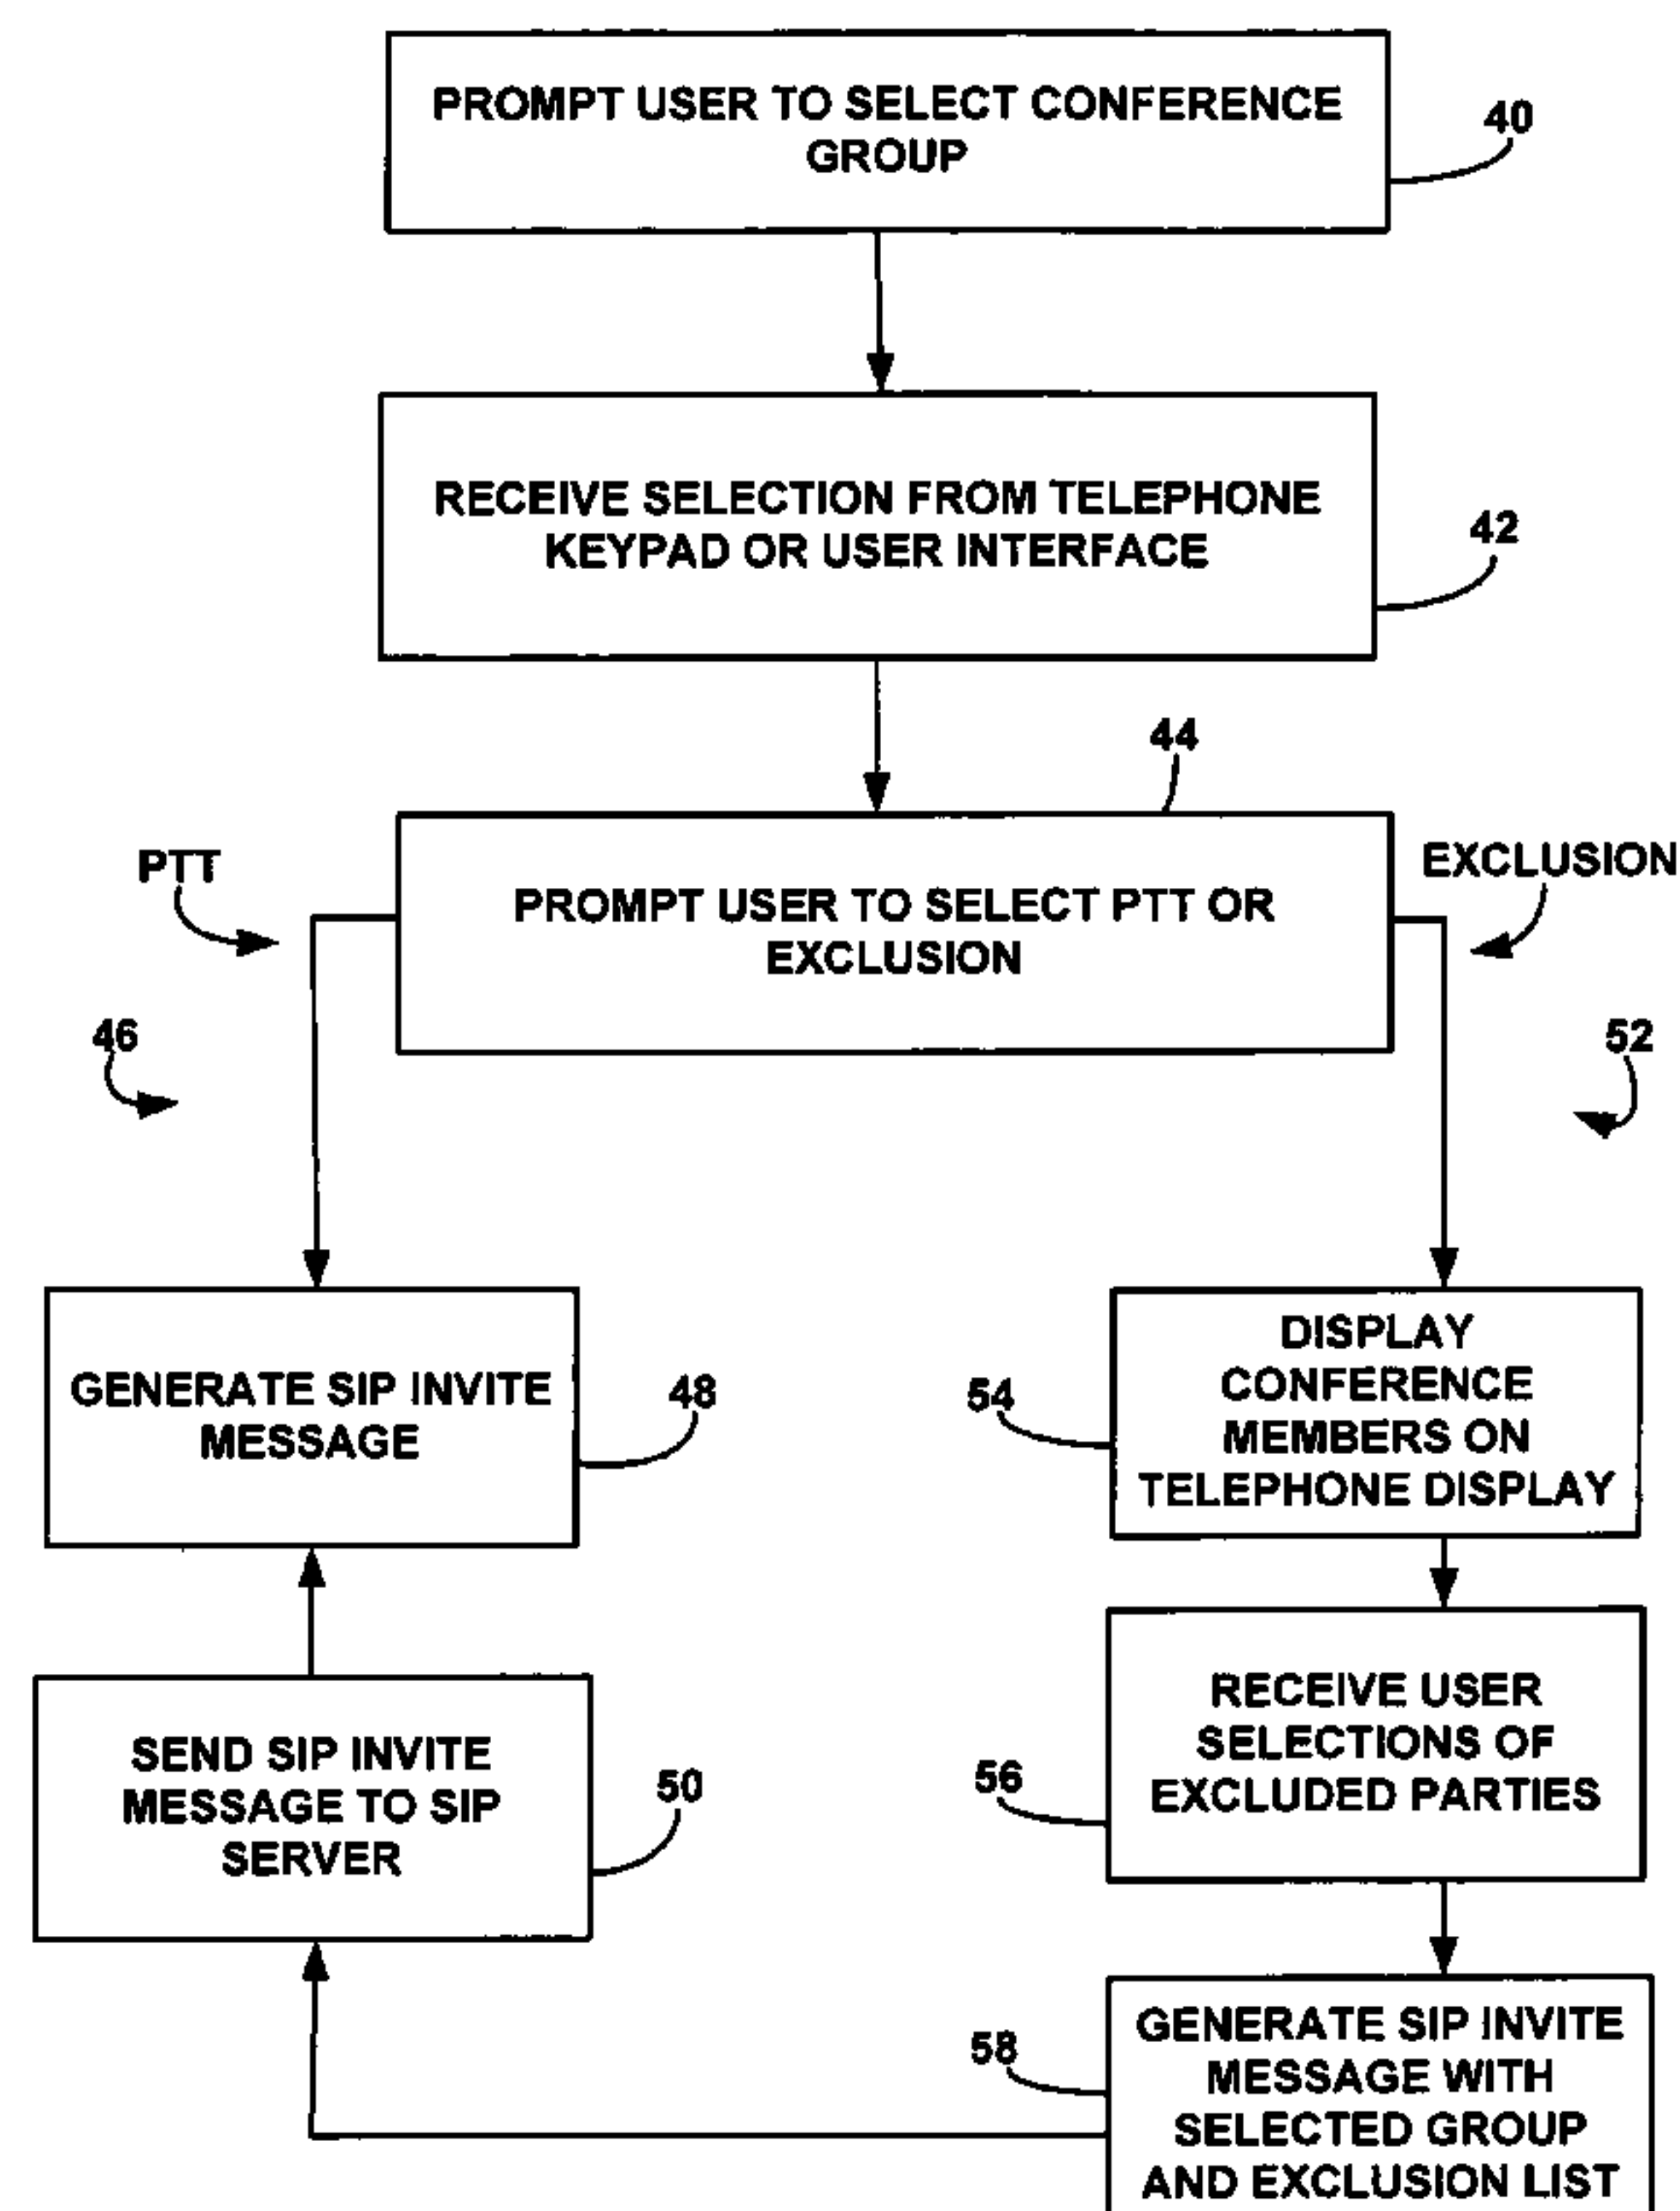 PROMPT USER TO SELECT CONFERENCE
GROUP
40
RECEIVE SELECTION FROM TELEPHONE
KEYPAD OR USER INTERFACE
42
44
PTT
PROMPT USER TO SELECT PTT OR
EXCLUSION
EXCLUSION
46
52
GENERATE SIP INVITE
MESSAGE
48
54
DISPLAY
CONFERENCE
MEMBERS ON
TELEPHONE DISPLAY
SEND SIP INVITE
MESSAGE TO SIP
SERVER
50
56
RECEIVE USER
SELECTIONS OF
EXCLUDED PARTIES
58
GENERATE SIP INVITE
MESSAGE WITH
SELECTED GROUP
AND EXCLUSION LIST